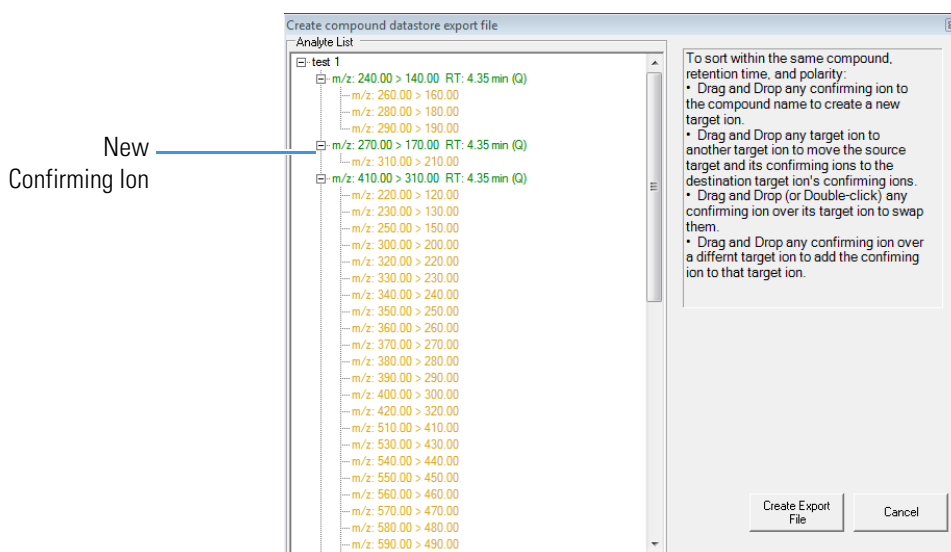 Create compound datastore export file
Analyte List
test 1
m/z: 240.00 > 140.00 RT: 4.35 min (Q)
m/z: 260.00 > 160.00
m/z: 280.00 > 180.00
m/z: 290.00 > 190.00
m/z: 270.00 > 170.00 RT: 4.35 min (Q)
m/z: 310.00 > 210.00
m/z: 410.00 > 310.00 RT: 4.35 min (Q)
m/z: 220.00 > 120.00
m/z: 230.00 > 130.00
m/z: 250.00 > 150.00
m/z: 300.00 > 200.00
m/z: 320.00 > 220.00
m/z: 330.00 > 230.00
m/z: 340.00 > 240.00
m/z: 350.00 > 250.00
m/z: 360.00 > 260.00
m/z: 370.00 > 270.00
m/z: 380.00 > 280.00
m/z: 390.00 > 290.00
m/z: 400.00 > 300.00
m/z: 420.00 > 320.00
m/z: 510.00 > 410.00
m/z: 530.00 > 430.00
m/z: 540.00 > 440.00
m/z: 550.00 > 450.00
m/z: 560.00 > 460.00
m/z: 570.00 > 470.00
m/z: 580.00 > 480.00
m/z: 590.00 > 490.00
New
Confirming Ion
To sort within the same compound,
retention time, and polarity:
• Drag and Drop any confirming ion to
the compound name to create a new
target ion.
• Drag and Drop any target ion to
another target ion to move the source
target and its confirming ions to the
destination target ion's confirming ions.
• Drag and Drop (or Double-click) any
confirming ion over its target ion to swap
them.
• Drag and Drop any confirming ion over
a differnt target ion to add the confiming
ion to that target ion.
Create Export
File
Cancel